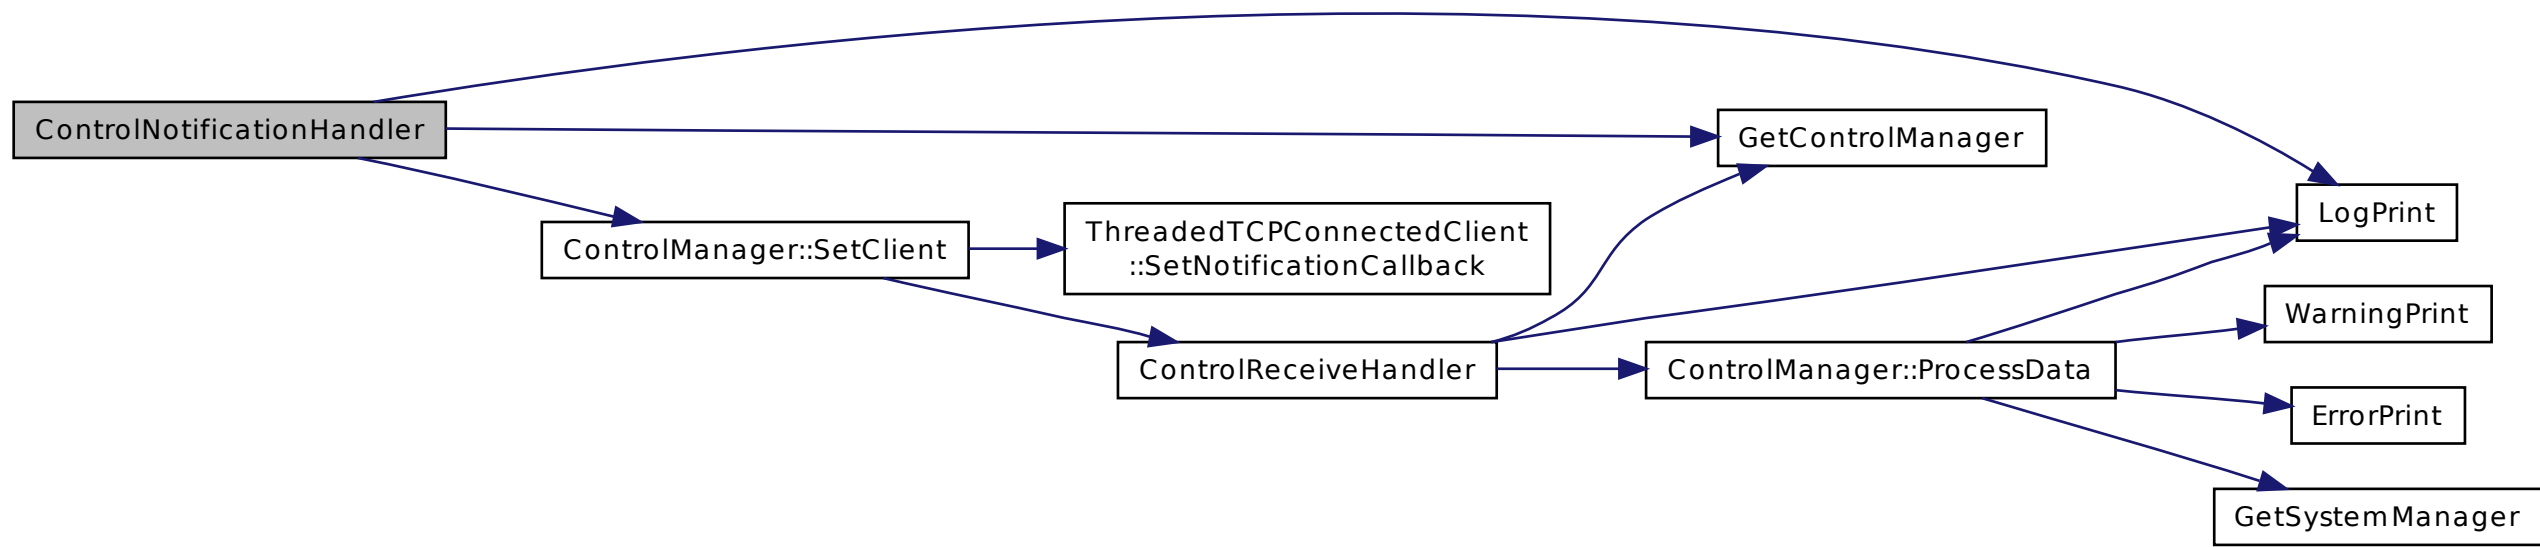 ControlNotificationHandler
GetControlManager
LogPrint
ControlManager::SetClient
ThreadedTCPConnectedClient
::SetNotificationCallback
WarningPrint
ControlReceiveHandler
ControlManager::ProcessData
ErrorPrint
GetSystemManager